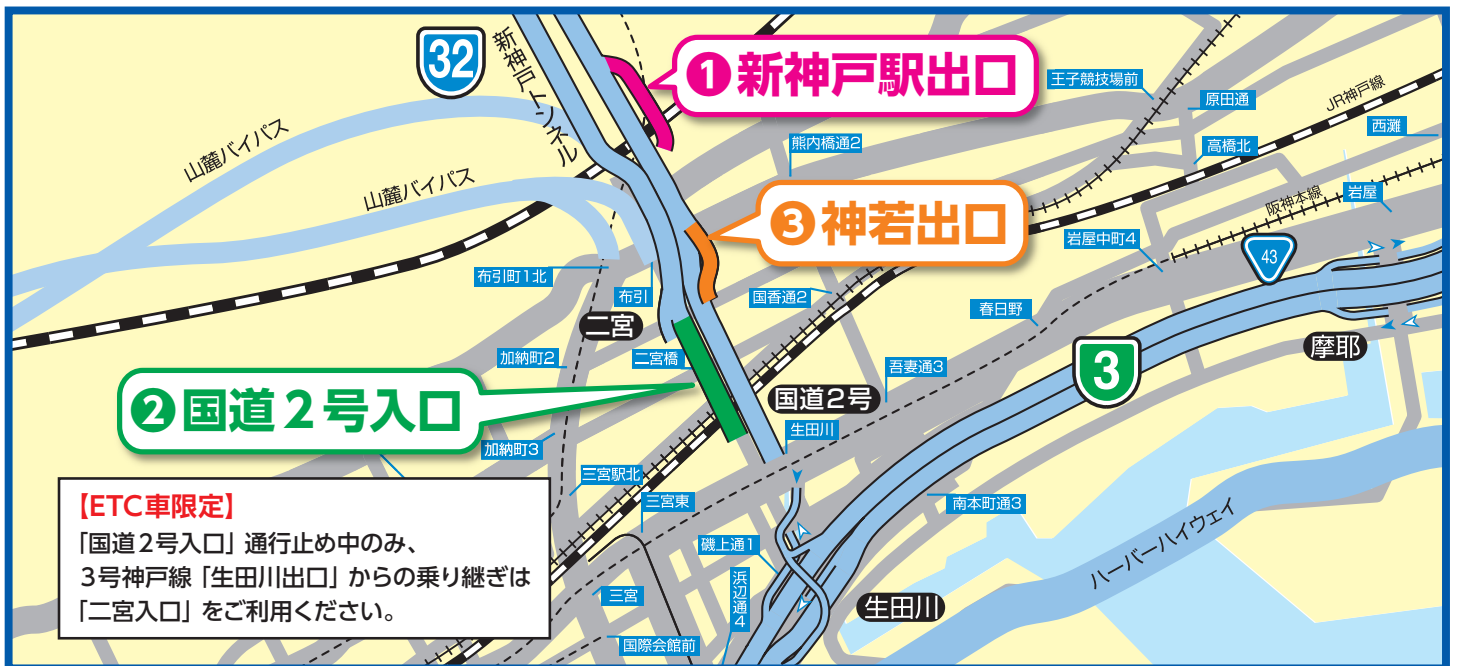 32
新神戸トンネル
❶新神戸駅出口
王子競技場前
原田通
JR神戸線
西灘
山麓バイパス
熊内橋通2
高橋北
山麓バイパス
❸神若出口
阪神本線
岩屋
岩屋中町4
43
布引町1北
布引
国香通2
春日野
二宮
加納町2
二宮橋
吾妻通3
3
摩耶
❷国道2号入口
国道2号
生田川
加納町3
三宮駅北
三宮東
南本町通3
【ETC車限定】
「国道2号入口」通行止め中のみ、
3号神戸線「生田川出口」からの乗り継ぎは
「二宮入口」をご利用ください。
磯上通1
浜辺通4
ハーバーハイウェイ
三宮
生田川
国際会館前